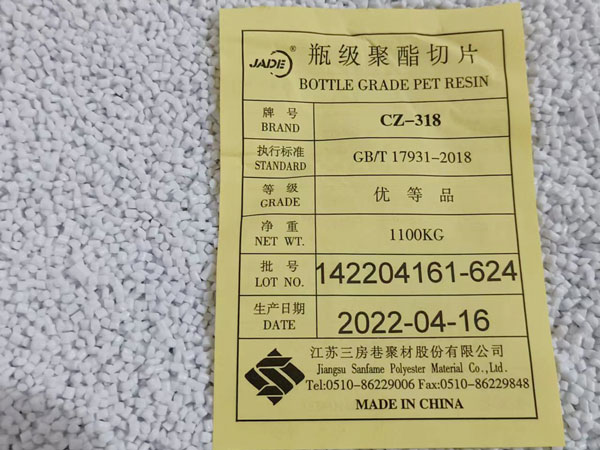 JADE®
瓶级聚酯切片
BOTTLE GRADE PET RESIN
牌号
BRAND
CZ-318
执行标准
STANDARD
GB/T 17931-2018
等级
GRADE
优等品
净重
NET WT.
1100KG
批号
LOT NO.
142204161-624
生产日期
DATE
2022-04-16
江苏三房巷聚材股份有限公司
Jiangsu Sanfame Polyester Material Co.,Ltd.
Tel:0510-86229006 Fax:0510-86229848
MADE IN CHINA